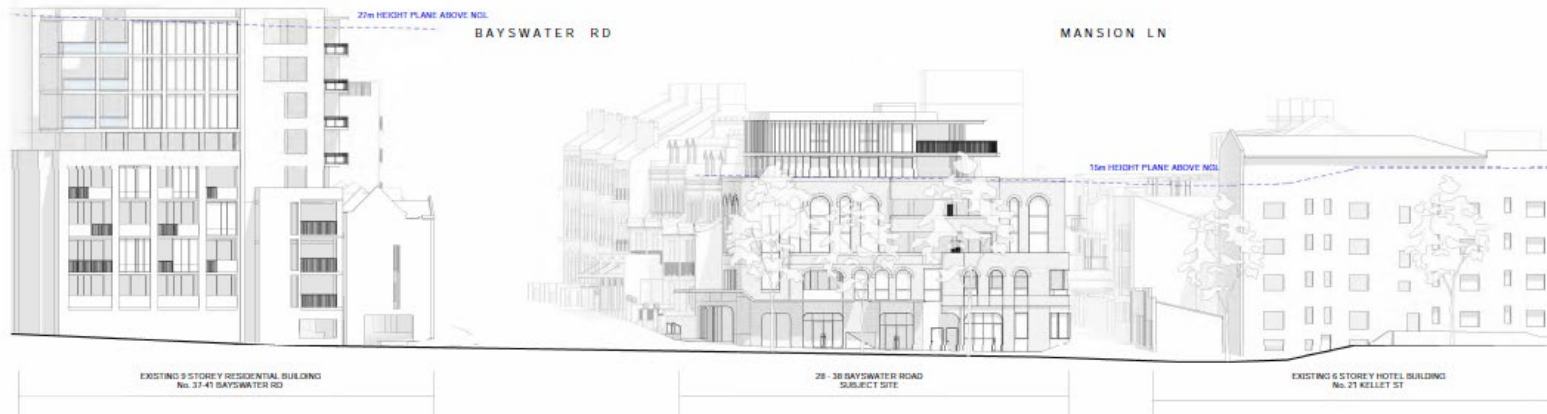 27m HEIGHT PLANE ABOVE NGL
BAYSWATER RD
MANSION LN
15m HEIGHT PLANE ABOVE NGL
EXISTING 9 STOREY RESIDENTIAL BUILDING
No. 37-41 BAYSWATER RD
28 - 38 BAYSWATER ROAD
SUBJECT SITE
EXISTING 6 STOREY HOTEL BUILDING
No. 21 KELLET ST